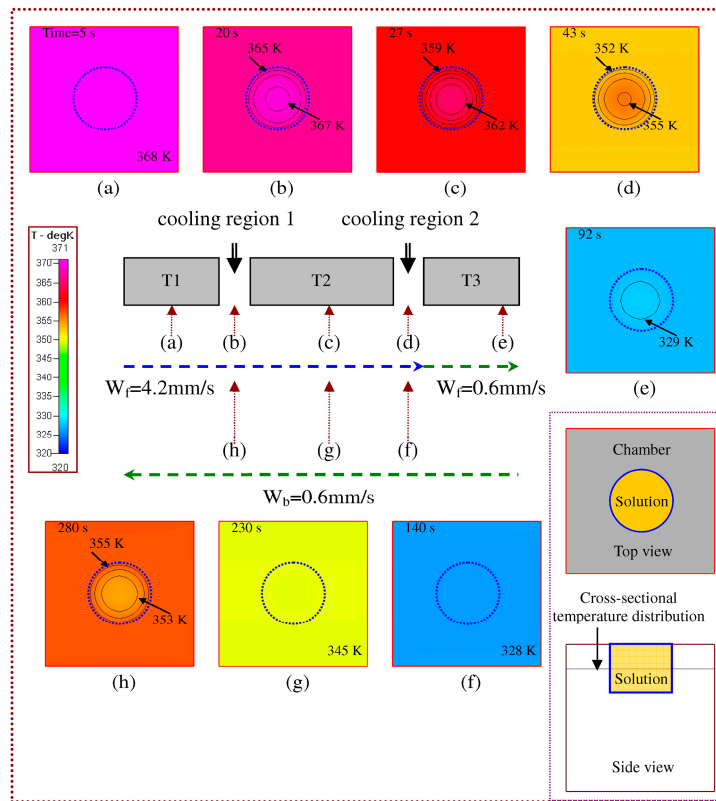 Time=5 s
20 s
27 s
43 s
365 K
359 K
352 K
367 K
362 K
355 K
368 K
(a)
(b)
(c)
(d)
cooling region 1
cooling region 2
T - degK
371
370
365
360
355
350
345
340
335
330
325
320
320
T1
T2
T3
(a)
(b)
(c)
(d)
(e)
Wf=4.2mm/s
Wf=0.6mm/s
(h)
(g)
(f)
Wb=0.6mm/s
92 s
329 K
(e)
Chamber
Solution
Top view
Cross-sectional
temperature distribution
Solution
Side view
280 s
230 s
140 s
355 K
353 K
345 K
328 K
(h)
(g)
(f)